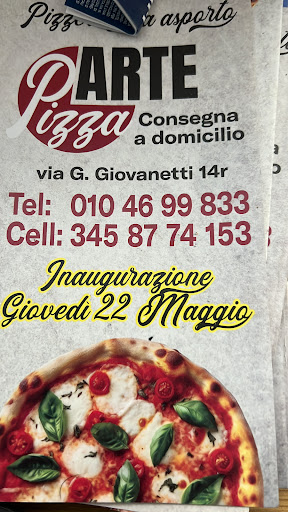 asporto
ARTE
Pizza
Consegna
a domicilio
via G. Giovanetti 14r
Tel: 010 46 99 833
Cell: 345 87 74 153
Inaugurazione
Giovedì 22 Maggio